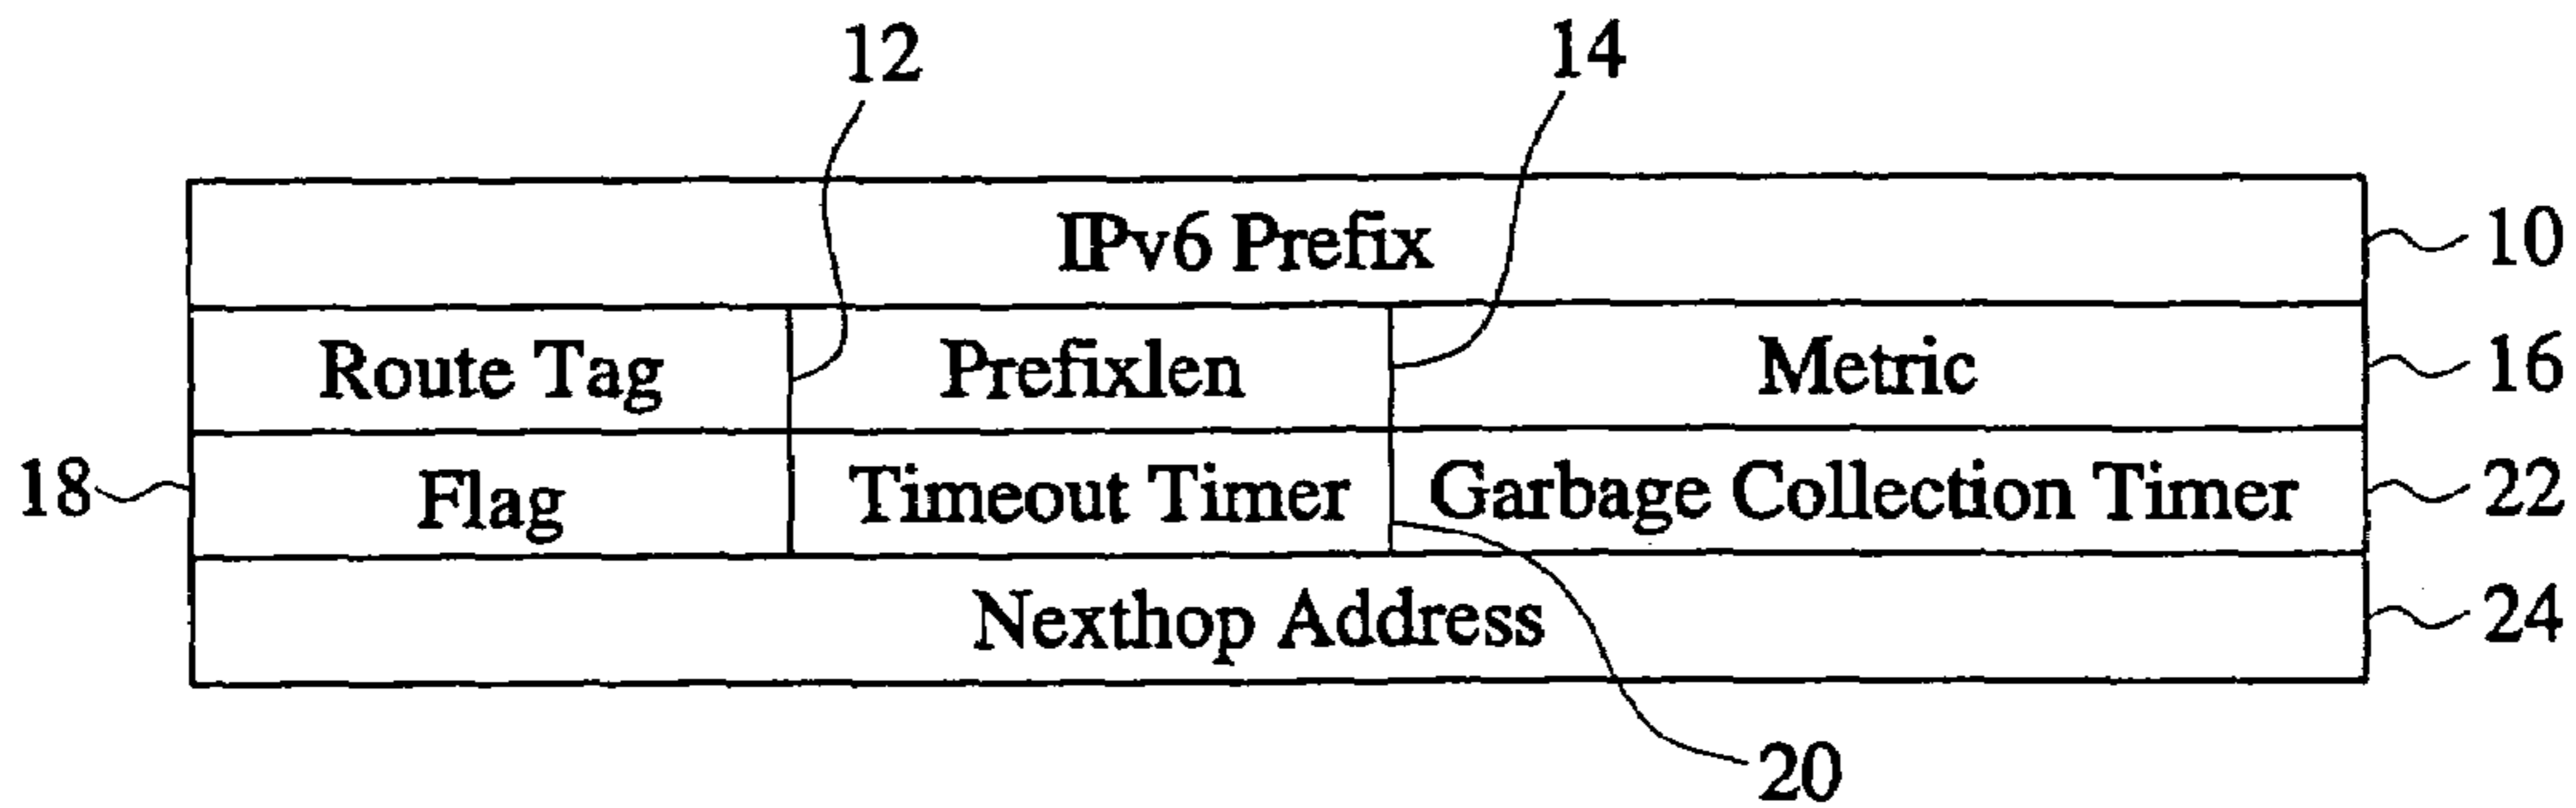 12 14
IPv6 Prefix 10
Route Tag Prefixlen Metric 16
18 Flag Timeout Timer Garbage Collection Timer 22
Nexthop Address 24
20